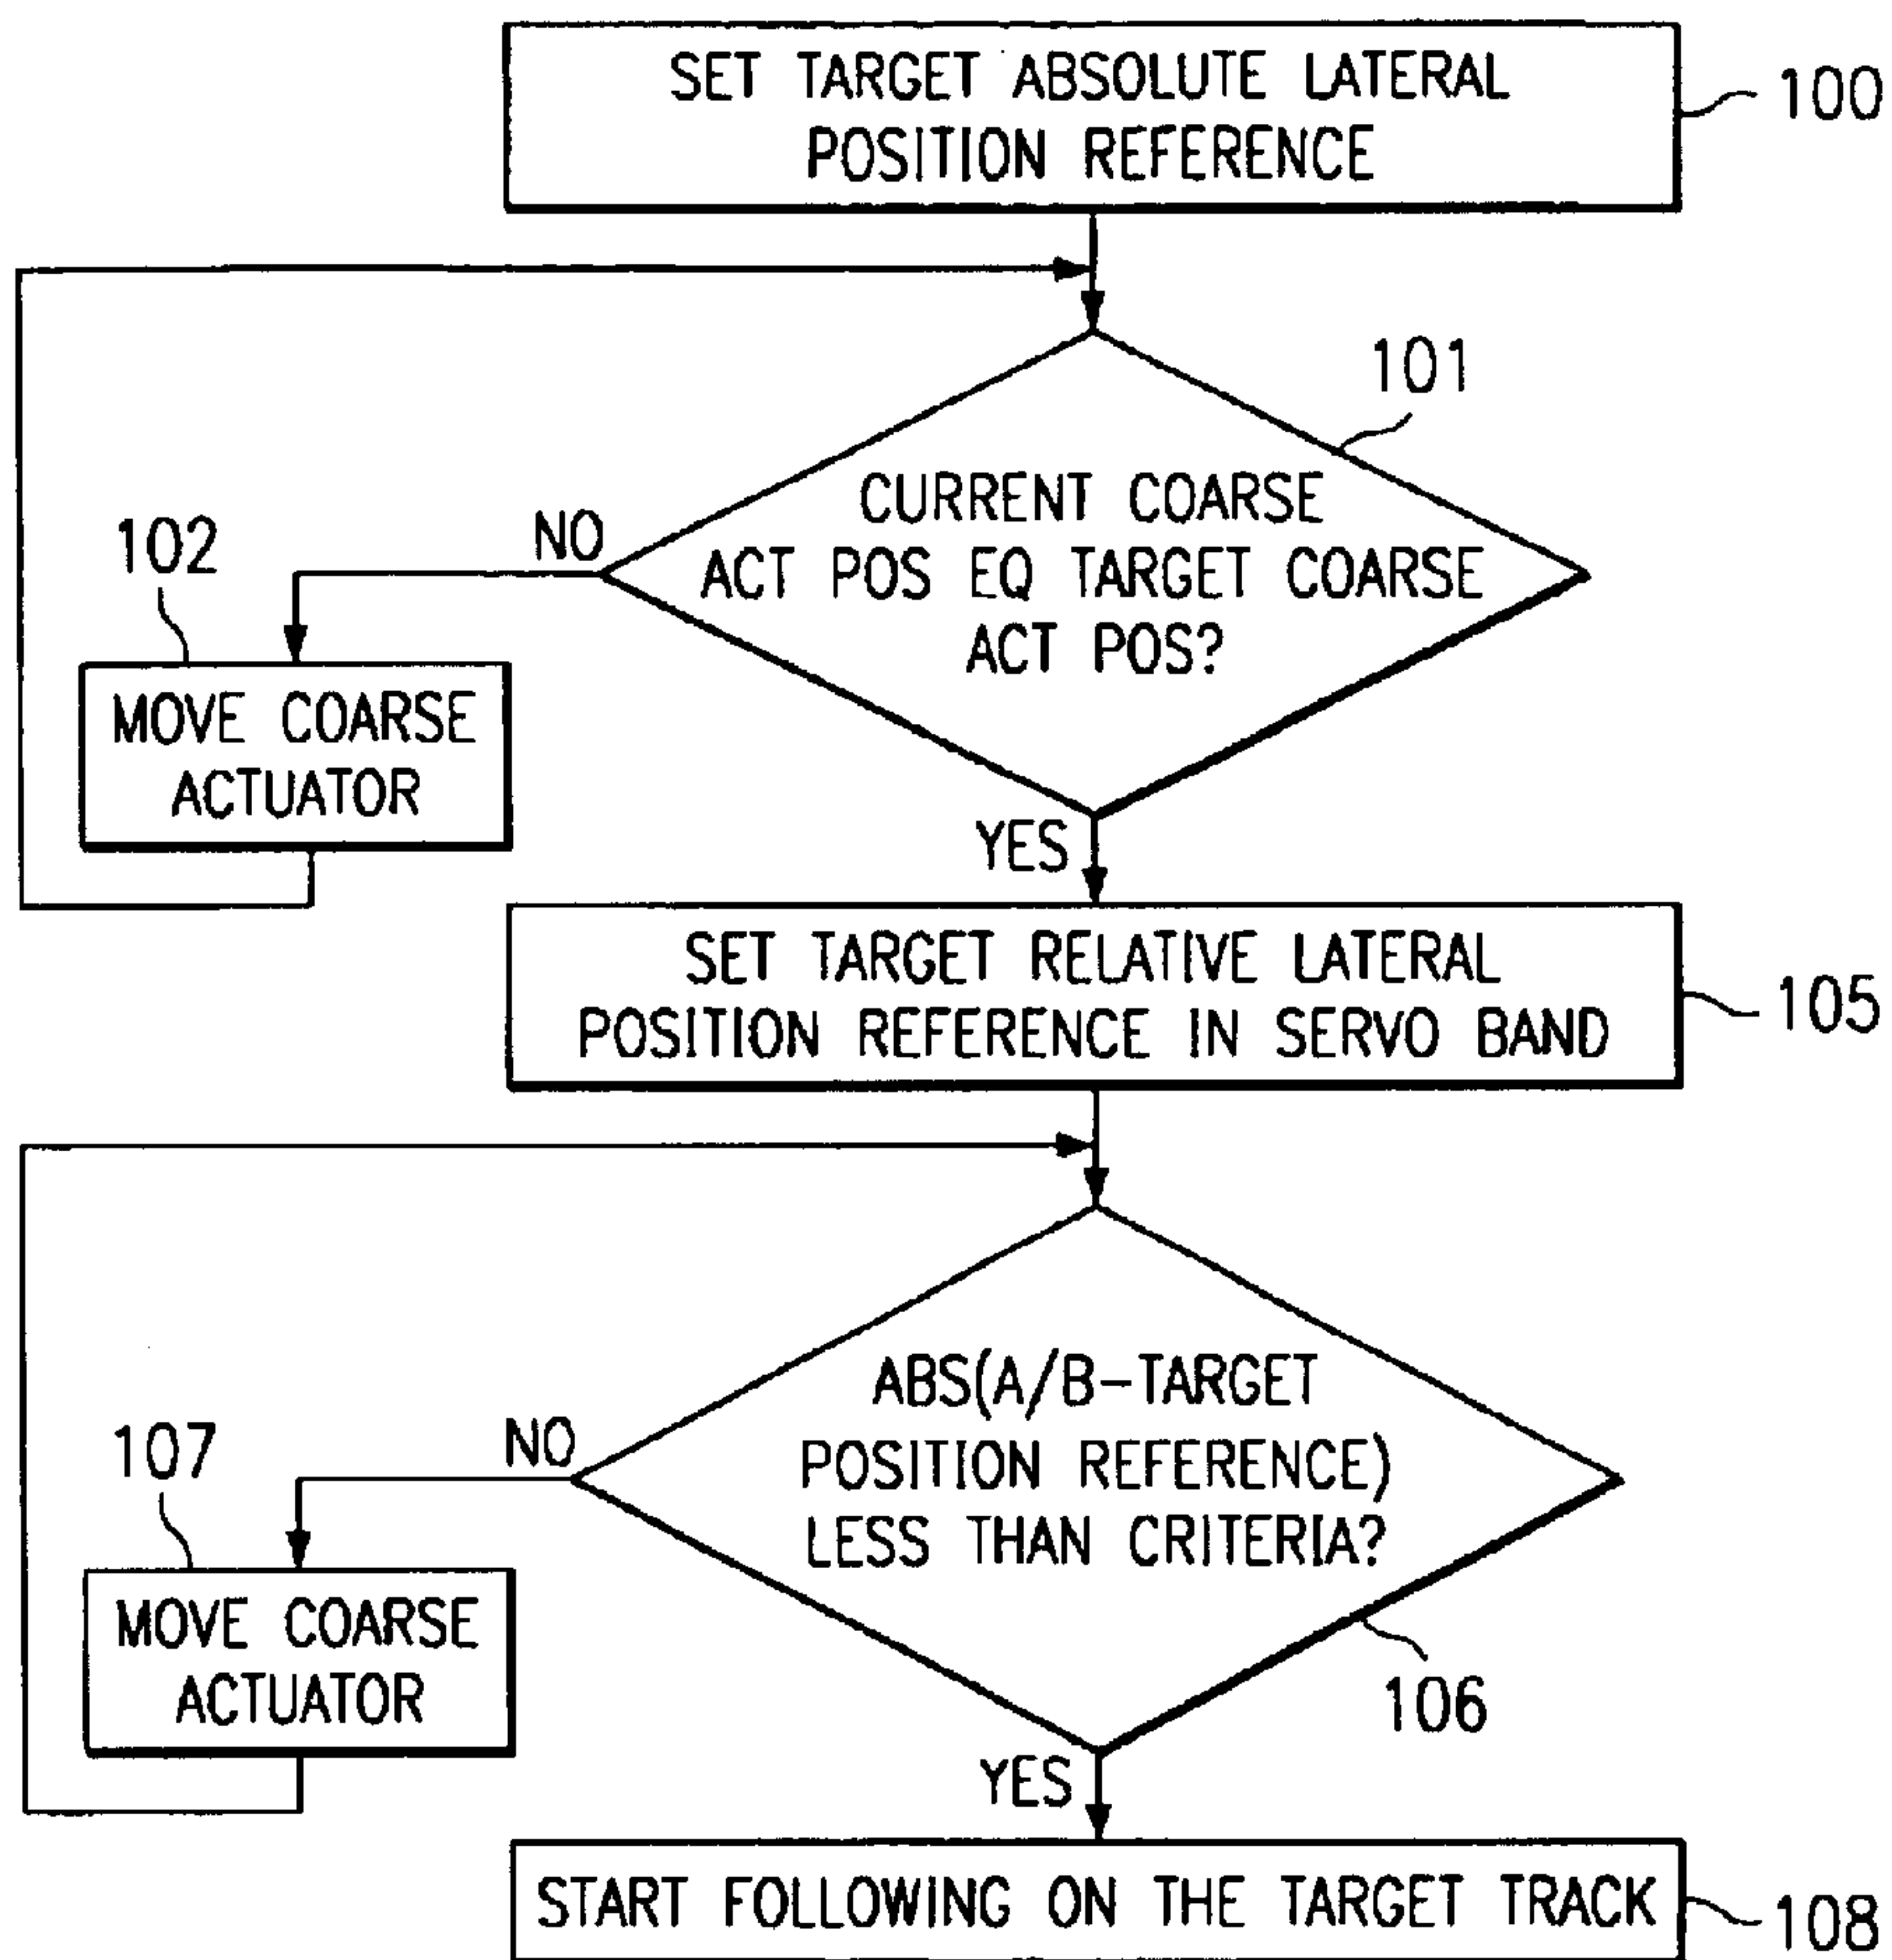 SET TARGET ABSOLUTE LATERAL
POSITION REFERENCE
100
101
CURRENT COARSE
ACT POS EQ TARGET COARSE
ACT POS?
NO
102
MOVE COARSE
ACTUATOR
YES
SET TARGET RELATIVE LATERAL
POSITION REFERENCE IN SERVO BAND
105
ABS(A/B-TARGET
POSITION REFERENCE)
LESS THAN CRITERIA?
NO
107
MOVE COARSE
ACTUATOR
106
YES
START FOLLOWING ON THE TARGET TRACK
108